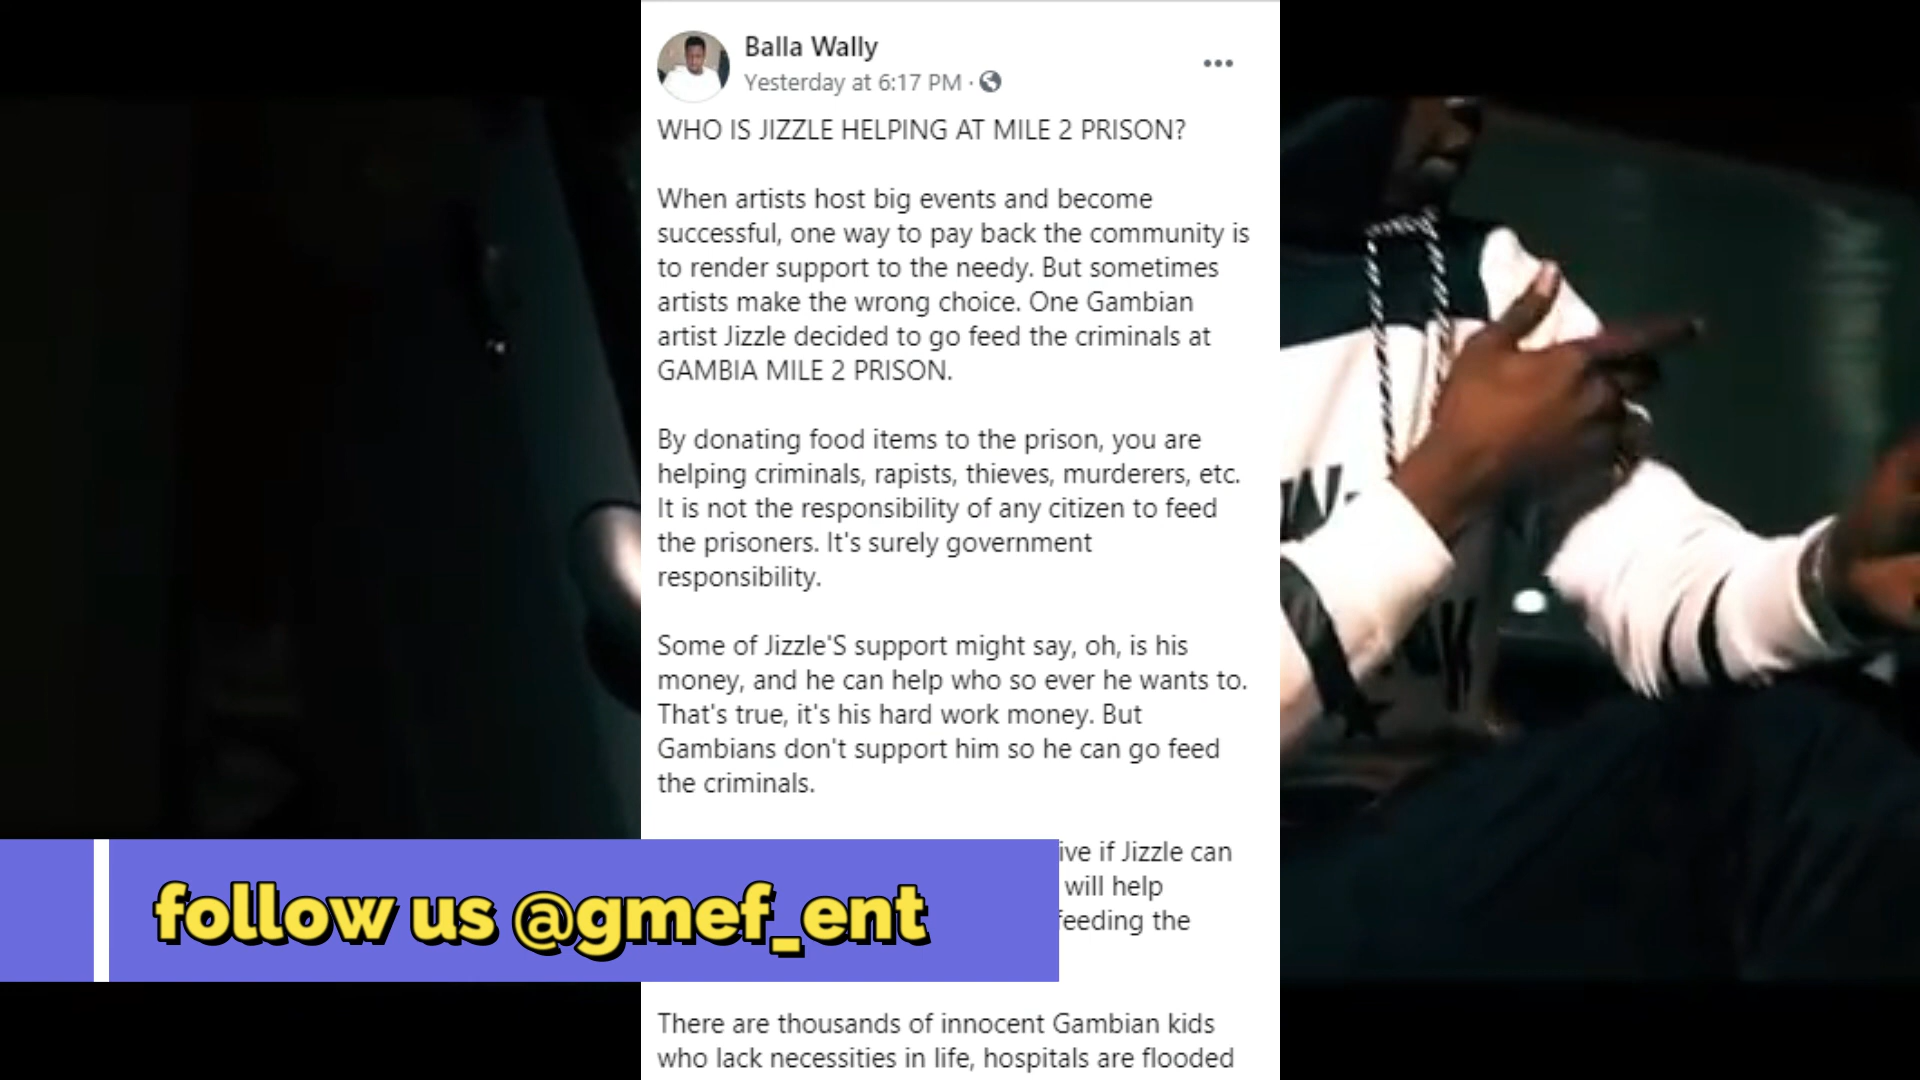 Balla Wally
Yesterday at 6:17 PM ·
WHO IS JIZZLE HELPING AT MILE 2 PRISON?
When artists host big events and become
successful, one way to pay back the community is
to render support to the needy. But sometimes
artists make the wrong choice. One Gambian
artist Jizzle decided to go feed the criminals at
GAMBIA MILE 2 PRISON.
By donating food items to the prison, you are
helping criminals, rapists, thieves, murderers, etc.
It is not the responsibility of any citizen to feed
the prisoners. It's surely government
responsibility.
Some of Jizzle'S support might say, oh, is his
money, and he can help who so ever he wants to.
That's true, it's his hard work money. But
Gambians don't support him so he can go feed
the criminals.
if Jizzle can
will help
feeding the
follow us @gmef_ent
There are thousands of innocent Gambian kids
who lack necessities in life, hospitals are flooded